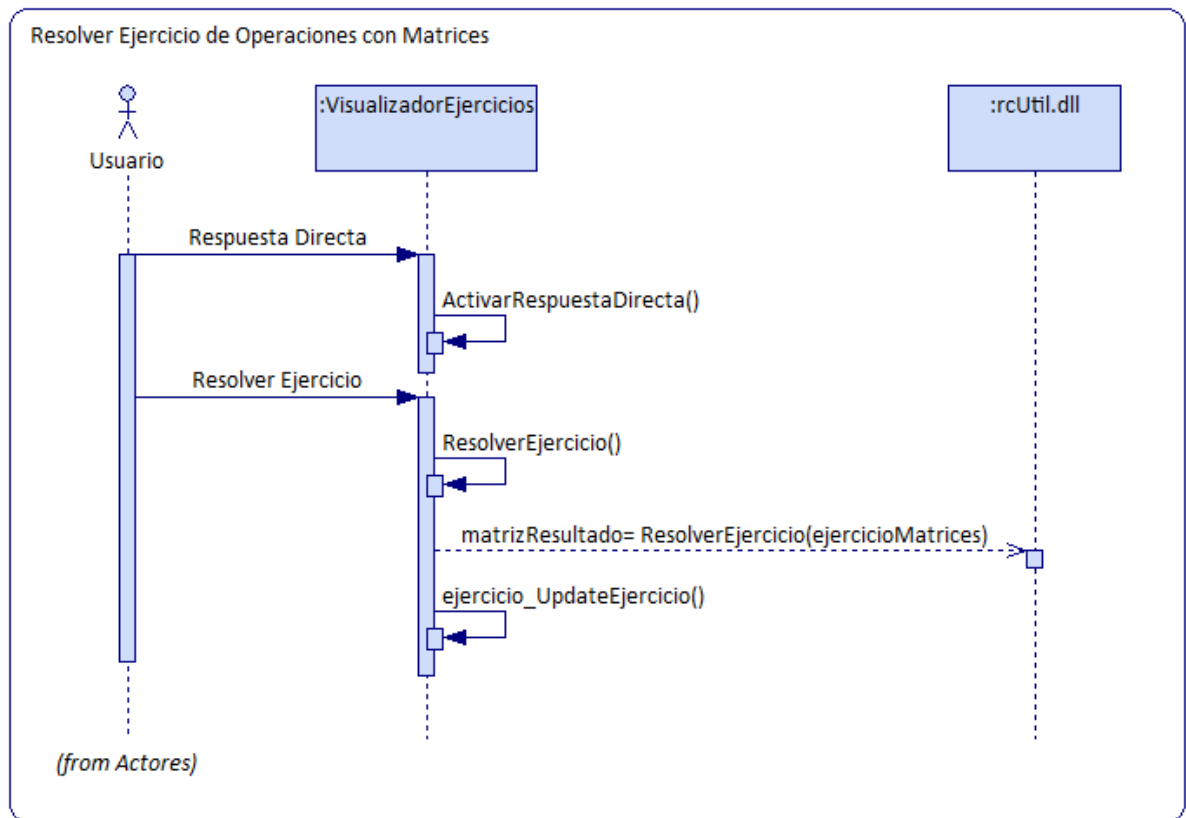 Resolver Ejercicio de Operaciones con Matrices
:VisualizadorEjercicios
:rcUtil.dll
Usuario
Respuesta Directa
ActivarRespuestaDirecta()
Resolver Ejercicio
ResolverEjercicio()
matrizResultado= ResolverEjercicio(ejercicioMatrices)
ejercicio_UpdateEjercicio()
(from Actores)